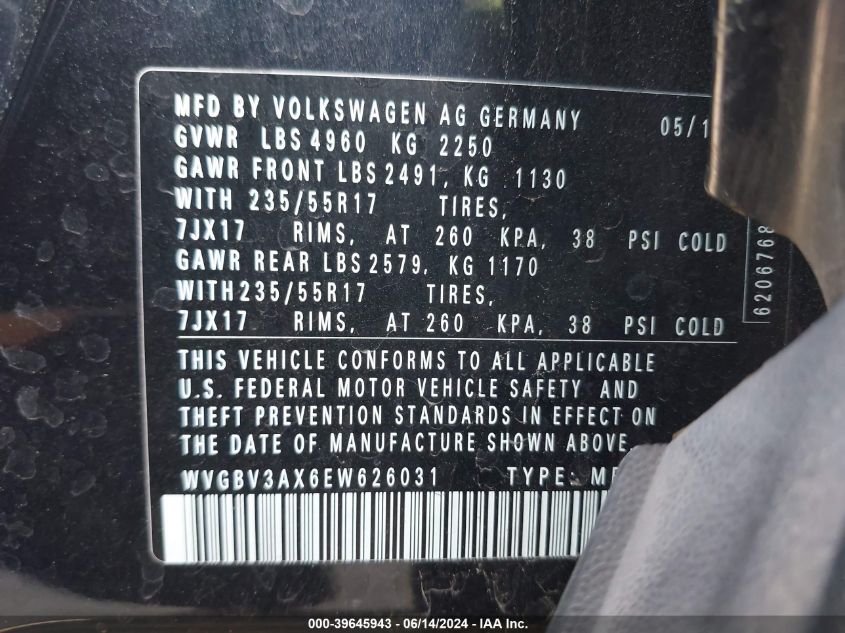 MFD BY VOLKSWAGEN AG GERMANY 05/1
GVWR LBS 4960 KG 2250
GAWR FRONT LBS 2491, KG 1130
WITH 235/55R17 TIRES,
7JX17 RIMS, AT 260 KPA, 38 PSI COLD
GAWR REAR LBS 2579, KG 1170
WITH 235/55R17 TIRES,
7JX17 RIMS, AT 260 KPA, 38 PSI COLD
THIS VEHICLE CONFORMS TO ALL APPLICABLE
U.S. FEDERAL MOTOR VEHICLE SAFETY AND
THEFT PREVENTION STANDARDS IN EFFECT ON
THE DATE OF MANUFACTURE SHOWN ABOVE.
WVGBV3AX6EW626031 TYPE:
6206768
000-39645943 - 06/14/2024 - IAA Inc.